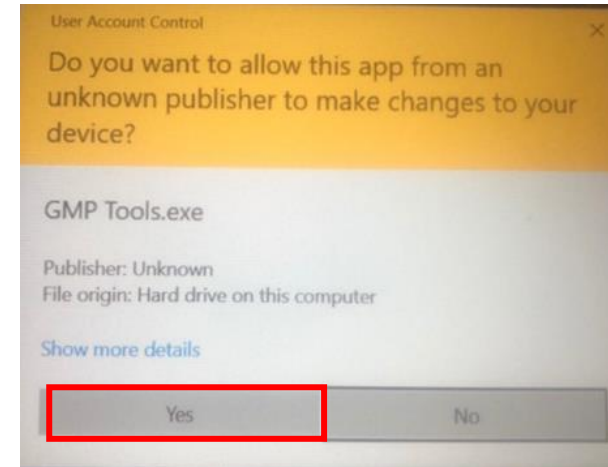 User Account Control
Do you want to allow this app from an
unknown publisher to make changes to your
device?
GMP Tools.exe
Publisher: Unknown
File origin: Hard drive on this computer
Show more details
Yes
No